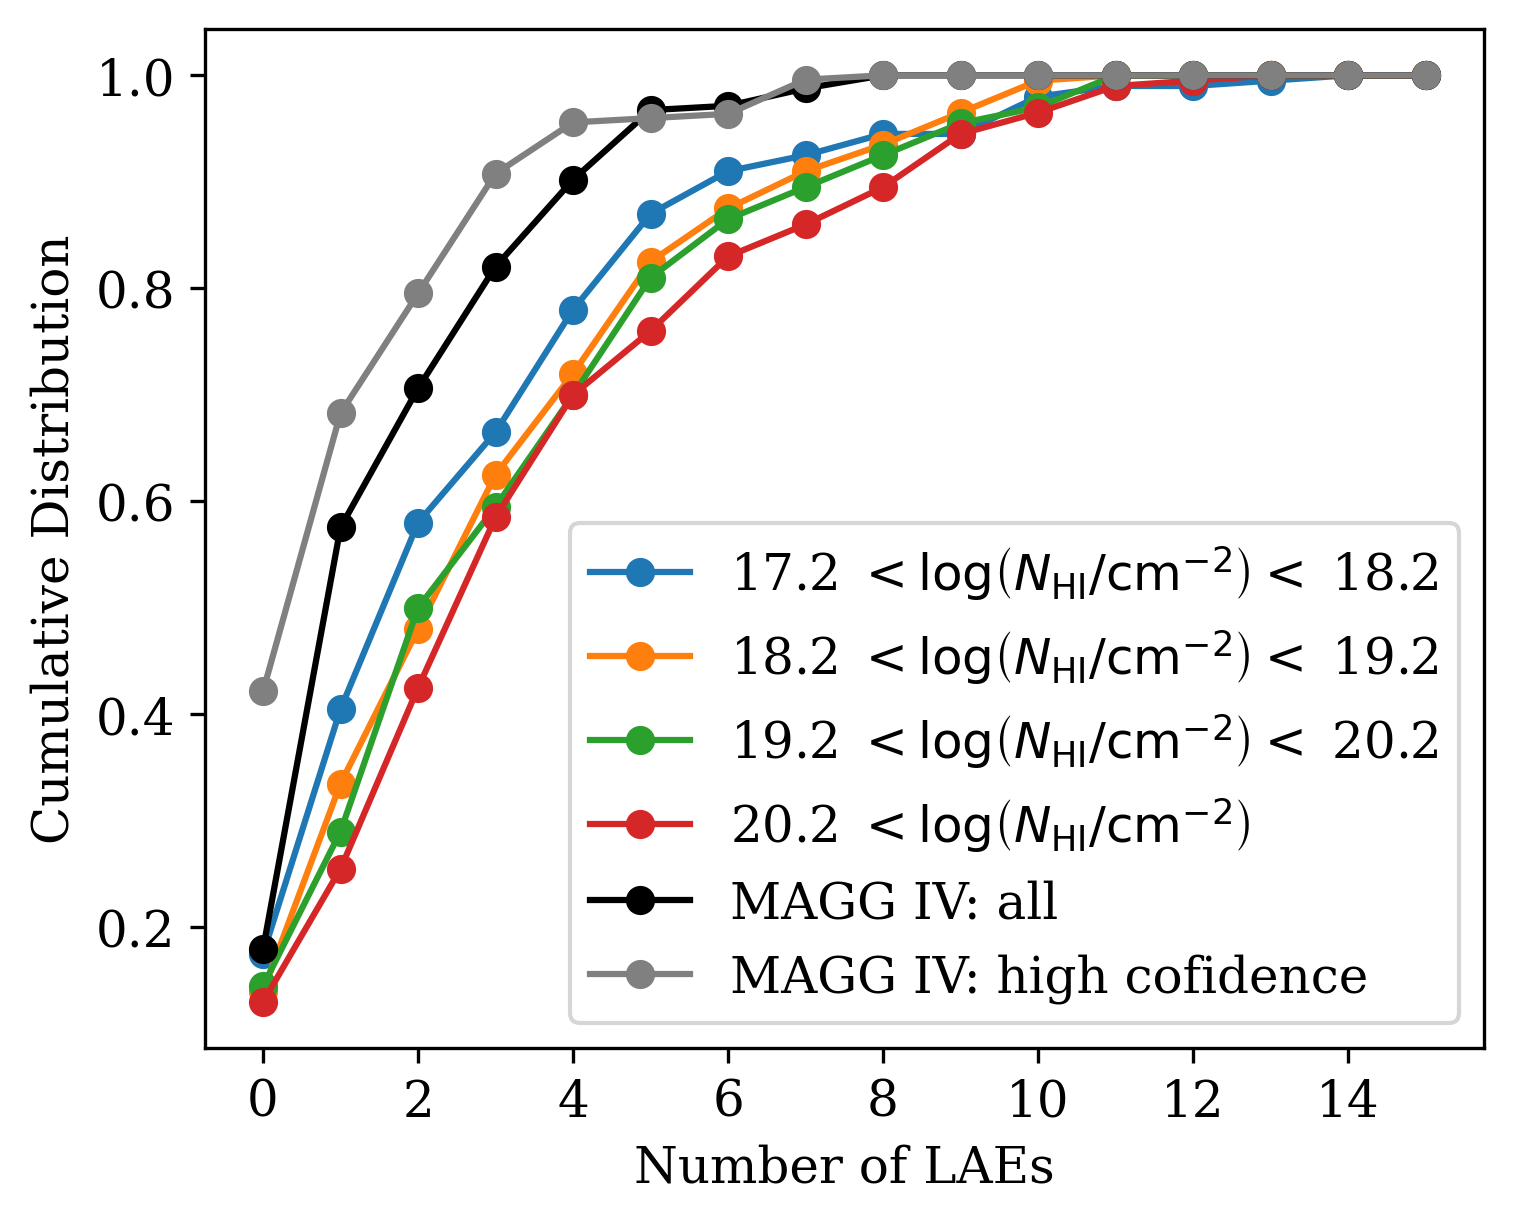 1.0
0.8
0.6
0.4
0.2
Cumulative Distribution
17.2 < log(N_HI/cm⁻²) < 18.2
18.2 < log(N_HI/cm⁻²) < 19.2
19.2 < log(N_HI/cm⁻²) < 20.2
20.2 < log(N_HI/cm⁻²)
MAGG IV: all
MAGG IV: high cofidence
0 2 4 6 8 10 12 14
Number of LAEs